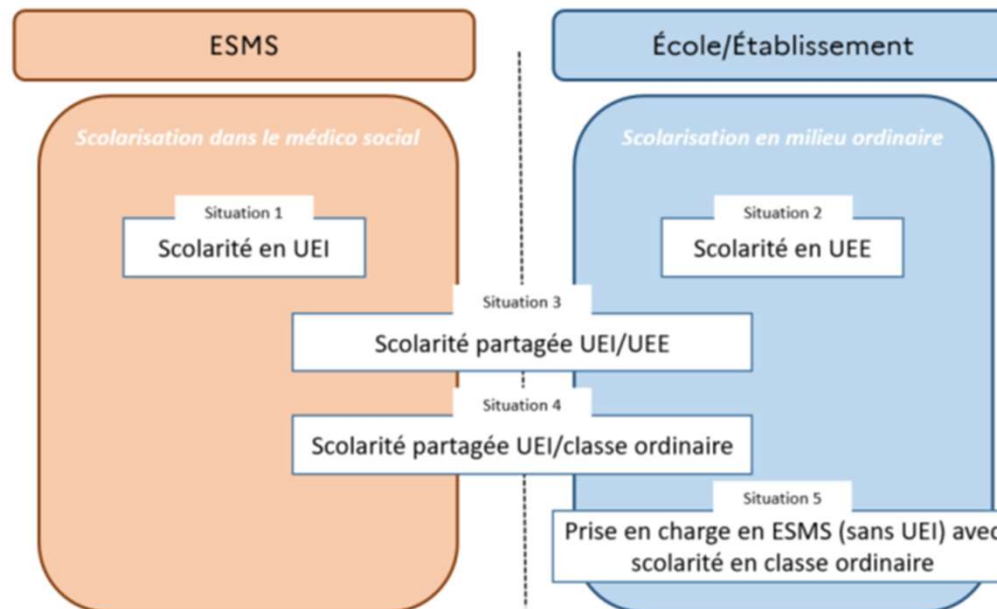 ESMS
École/Établissement
Scolarisation dans le médico social
Scolarisation en milieu ordinaire
Situation 1
Scolarité en UEI
Situation 2
Scolarité en UEE
Situation 3
Scolarité partagée UEI/UEE
Situation 4
Scolarité partagée UEI/classe ordinaire
Situation 5
Prise en charge en ESMS (sans UEI) avec
scolarité en classe ordinaire